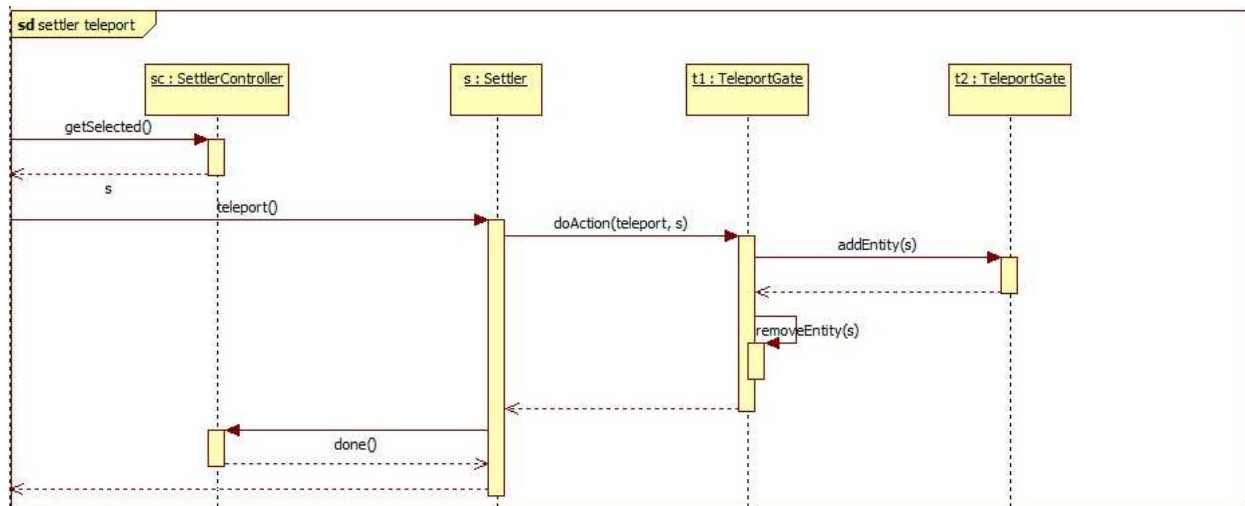 sd settler teleport
sc : SettlerController
s : Settler
t1 : TeleportGate
t2 : TeleportGate
getSelected()
s
teleport()
doAction(teleport, s)
addEntity(s)
removeEntity(s)
done()